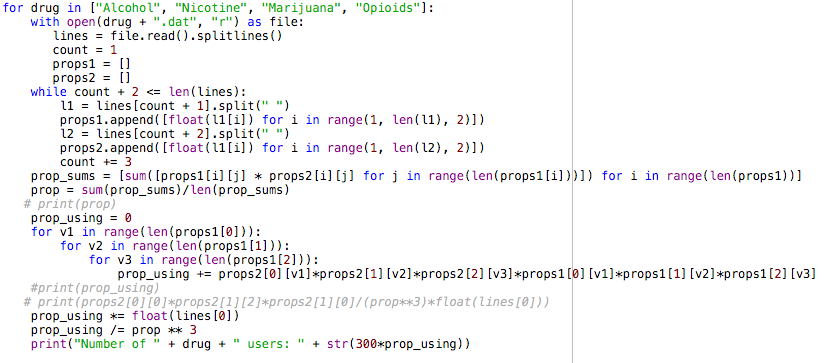 for drug in ["Alcohol", "Nicotine", "Marijuana", "Opioids"]:
    with open(drug + ".dat", "r") as file:
       lines = file.read().splitlines()
       count = 1
       props1 = []
       props2 = []
    while count + 2 <= len(lines):
        l1 = lines[count + 1].split(" ")
        props1.append([float(l1[i]) for i in range(1, len(l1), 2)])
        l2 = lines[count + 2].split(" ")
        props2.append([float(l1[i]) for i in range(1, len(l2), 2)])
        count += 3
    prop_sums = [sum([props1[i][j] * props2[i][j] for j in range(len(props1[i]))]) for i in range(len(props1))]
    prop = sum(prop_sums)/len(prop_sums)
   # print(prop)
    prop_using = 0
    for v1 in range(len(props1[0])):
        for v2 in range(len(props1[1])):
            for v3 in range(len(props1[2])):
                prop_using += props2[0][v1]*props2[1][v2]*props2[2][v3]*props1[0][v1]*props1[1][v2]*props1[2][v3]
    #print(prop_using)
   # print(props2[0][0]*props2[1][2]*props2[1][0]/(prop**3)*float(lines[0]))
    prop_using *= float(lines[0])
    prop_using /= prop ** 3
    print("Number of " + drug + " users: " + str(300*prop_using))